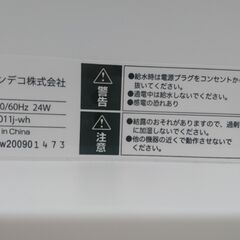 ンデコ株式会社
0/60Hz 24W
011j-wh
in China
w200901473
警告
●給水時は電源プラグをコンセントから
抜いてください。
●通電中は給水しないでください。
●感電の恐れあり
注意
●結露のおそれがありますので、過剰
に加湿しないでください。
●他の機器の近くで動作させないで
ください。